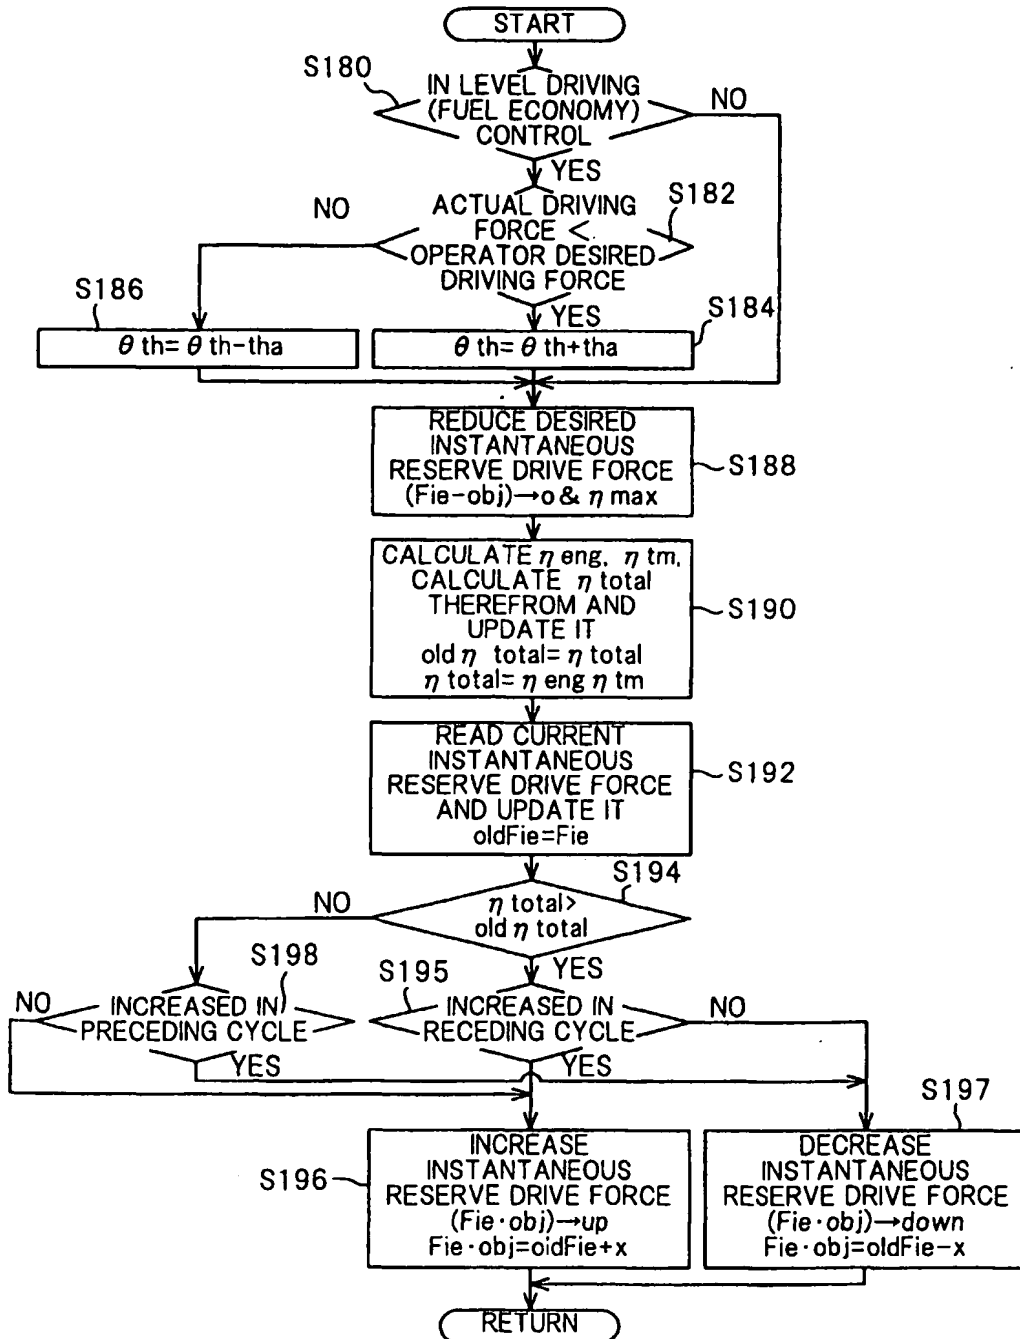 START
S180
IN LEVEL DRIVING
(FUEL ECONOMY)
CONTROL
NO
YES
S182
ACTUAL DRIVING
FORCE <
OPERATOR DESIRED
DRIVING FORCE
NO
YES
S186
θ th= θ th-tha
S184
θ th= θ th+tha
REDUCE DESIRED
INSTANTANEOUS
RESERVE DRIVE FORCE
(Fie-obj)→o & η max
S188
CALCULATE η eng, η tm,
CALCULATE η total
THEREFROM AND
UPDATE IT
old η total= η total
η total= η eng η tm
S190
READ CURRENT
INSTANTANEOUS
RESERVE DRIVE FORCE
AND UPDATE IT
oldFie=Fie
S192
S194
η total>
old η total
NO
YES
S198
NO
INCREASED IN
PRECEDING CYCLE
YES
S195
INCREASED IN
RECEDING CYCLE
NO
YES
S196
INCREASE
INSTANTANEOUS
RESERVE DRIVE FORCE
(Fie·obj)→up
Fie·obj=oidFie+x
S197
DECREASE
INSTANTANEOUS
RESERVE DRIVE FORCE
(Fie·obj)→down
Fie·obj=oldFie-x
RETURN